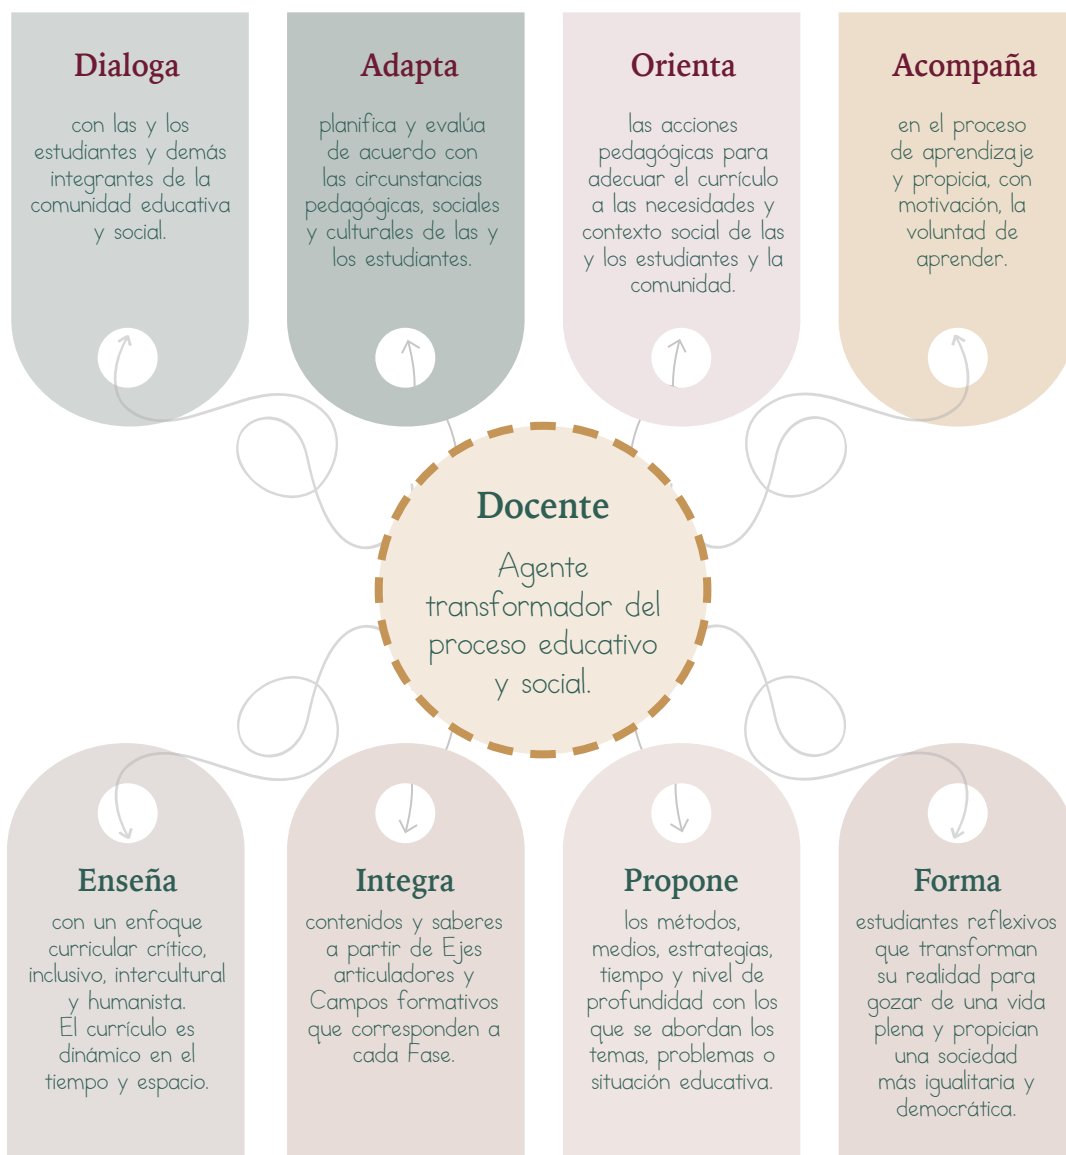 Dialoga
con las y los
estudiantes y demás
integrantes de la
comunidad educativa
y social.
Adapta
planifica y evalúa
de acuerdo con
las circunstancias
pedagógicas, sociales
y culturales de las y
los estudiantes.
Orienta
las acciones
pedagógicas para
adecuar el currículo
a las necesidades y
contexto social de las
y los estudiantes y la
comunidad.
Acompaña
en el proceso
de aprendizaje
y propicia, con
motivación, la
voluntad de
aprender.
Docente
Agente
transformador del
proceso educativo
y social.
Enseña
con un enfoque
curricular crítico,
inclusivo, intercultural
y humanista.
El currículo es
dinámico en el
tiempo y espacio.
Integra
contenidos y saberes
a partir de Ejes
articuladores y
Campos formativos
que corresponden a
cada Fase.
Propone
los métodos,
medios, estrategias,
tiempo y nivel de
profundidad con los
que se abordan los
temas, problemas o
situación educativa.
Forma
estudiantes reflexivos
que transforman
su realidad para
gozar de una vida
plena y propician
una sociedad
más igualitaria y
democrática.